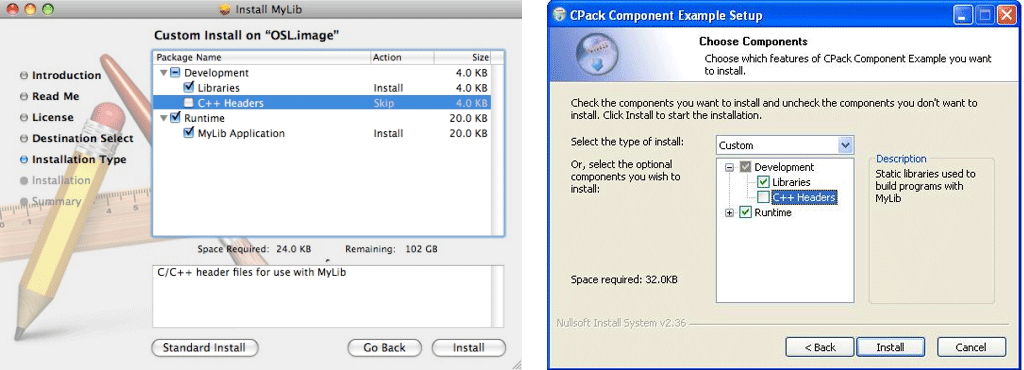 Install MyLib
Custom Install on “OSL.image”
Package Name Action Size
Development 4.0 KB
Libraries Install 4.0 KB
C++ Headers Skip 4.0 KB
Runtime 20.0 KB
MyLib Application Install 20.0 KB
Introduction
Read Me
License
Destination Select
Installation Type
Installation
Summary
Space Required: 24.0 KB Remaining: 102 GB
C/C++ header files for use with MyLib
Standard Install Go Back Install
CPack Component Example Setup
Choose Components
Choose which features of CPack Component Example you want
to install.
Check the components you want to install and uncheck the components you don't want to
install. Click Install to start the installation.
Select the type of install: Custom
Or, select the optional
components you wish to
install:
Development
Libraries
C++ Headers
Runtime
Description
Static libraries used to
build programs with
MyLib
Space required: 32.0KB
Nullsoft Install System v2.36
< Back Install Cancel